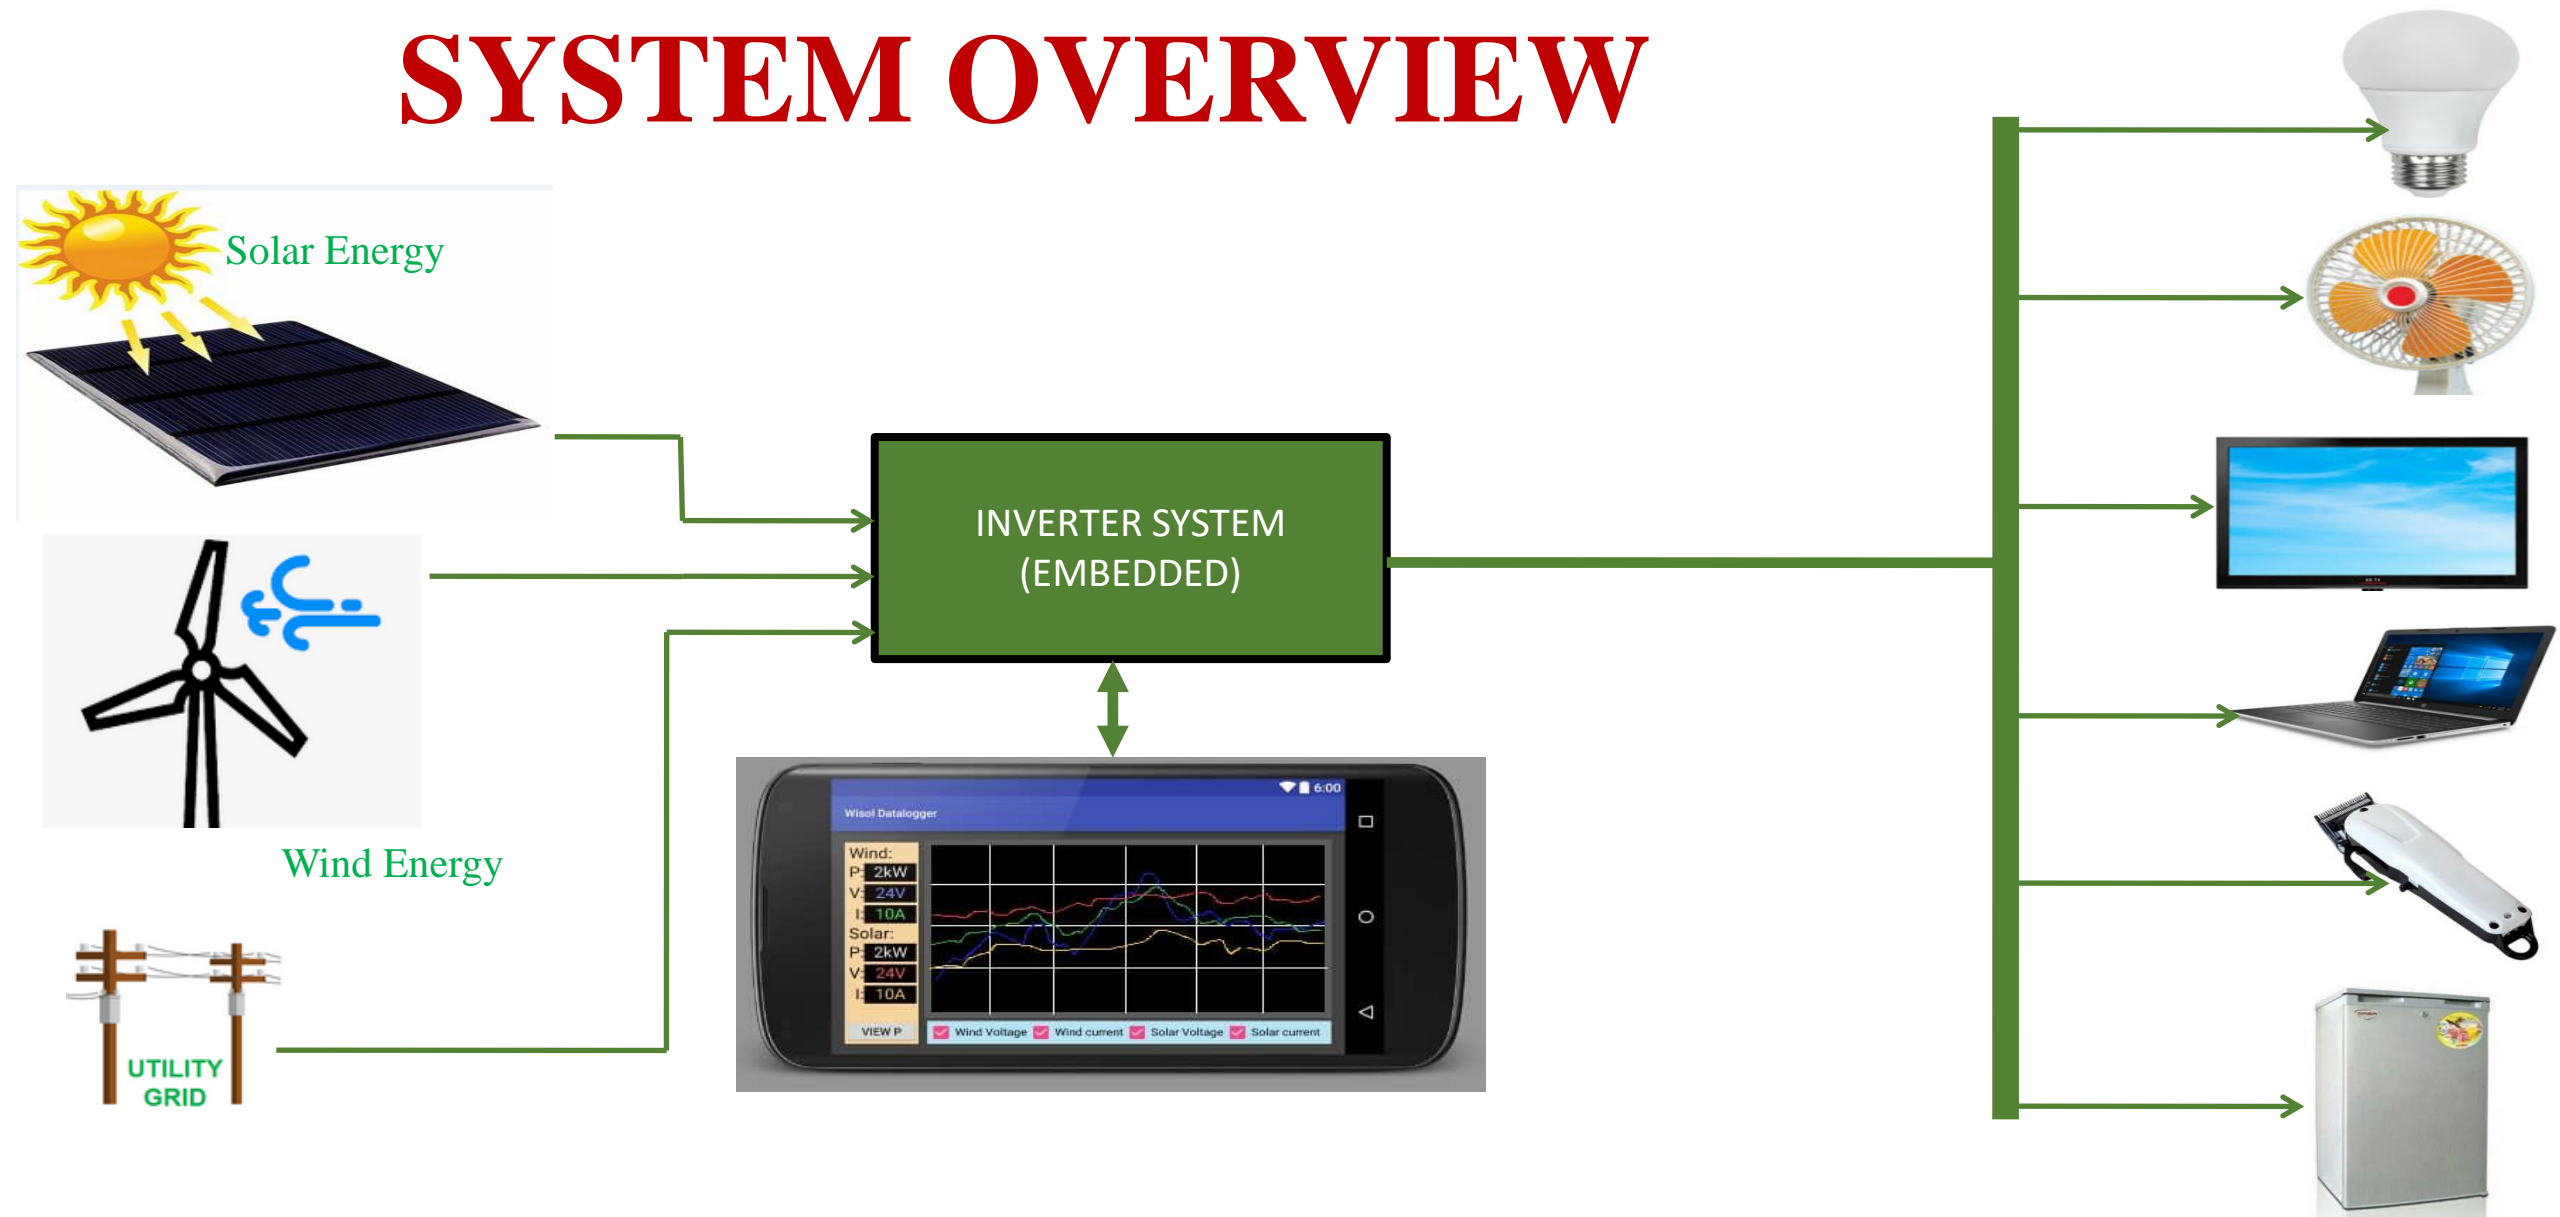 SYSTEM OVERVIEW
Solar Energy
INVERTER SYSTEM
(EMBEDDED)
Wind Energy
UTILITY
GRID
6:00
Wisol Datalogger
Wind:
P: 2kW
V: 24V
I: 10A
Solar:
P: 2kW
V: 24V
I: 10A
VIEW P
Wind Voltage Wind current Solar Voltage Solar current